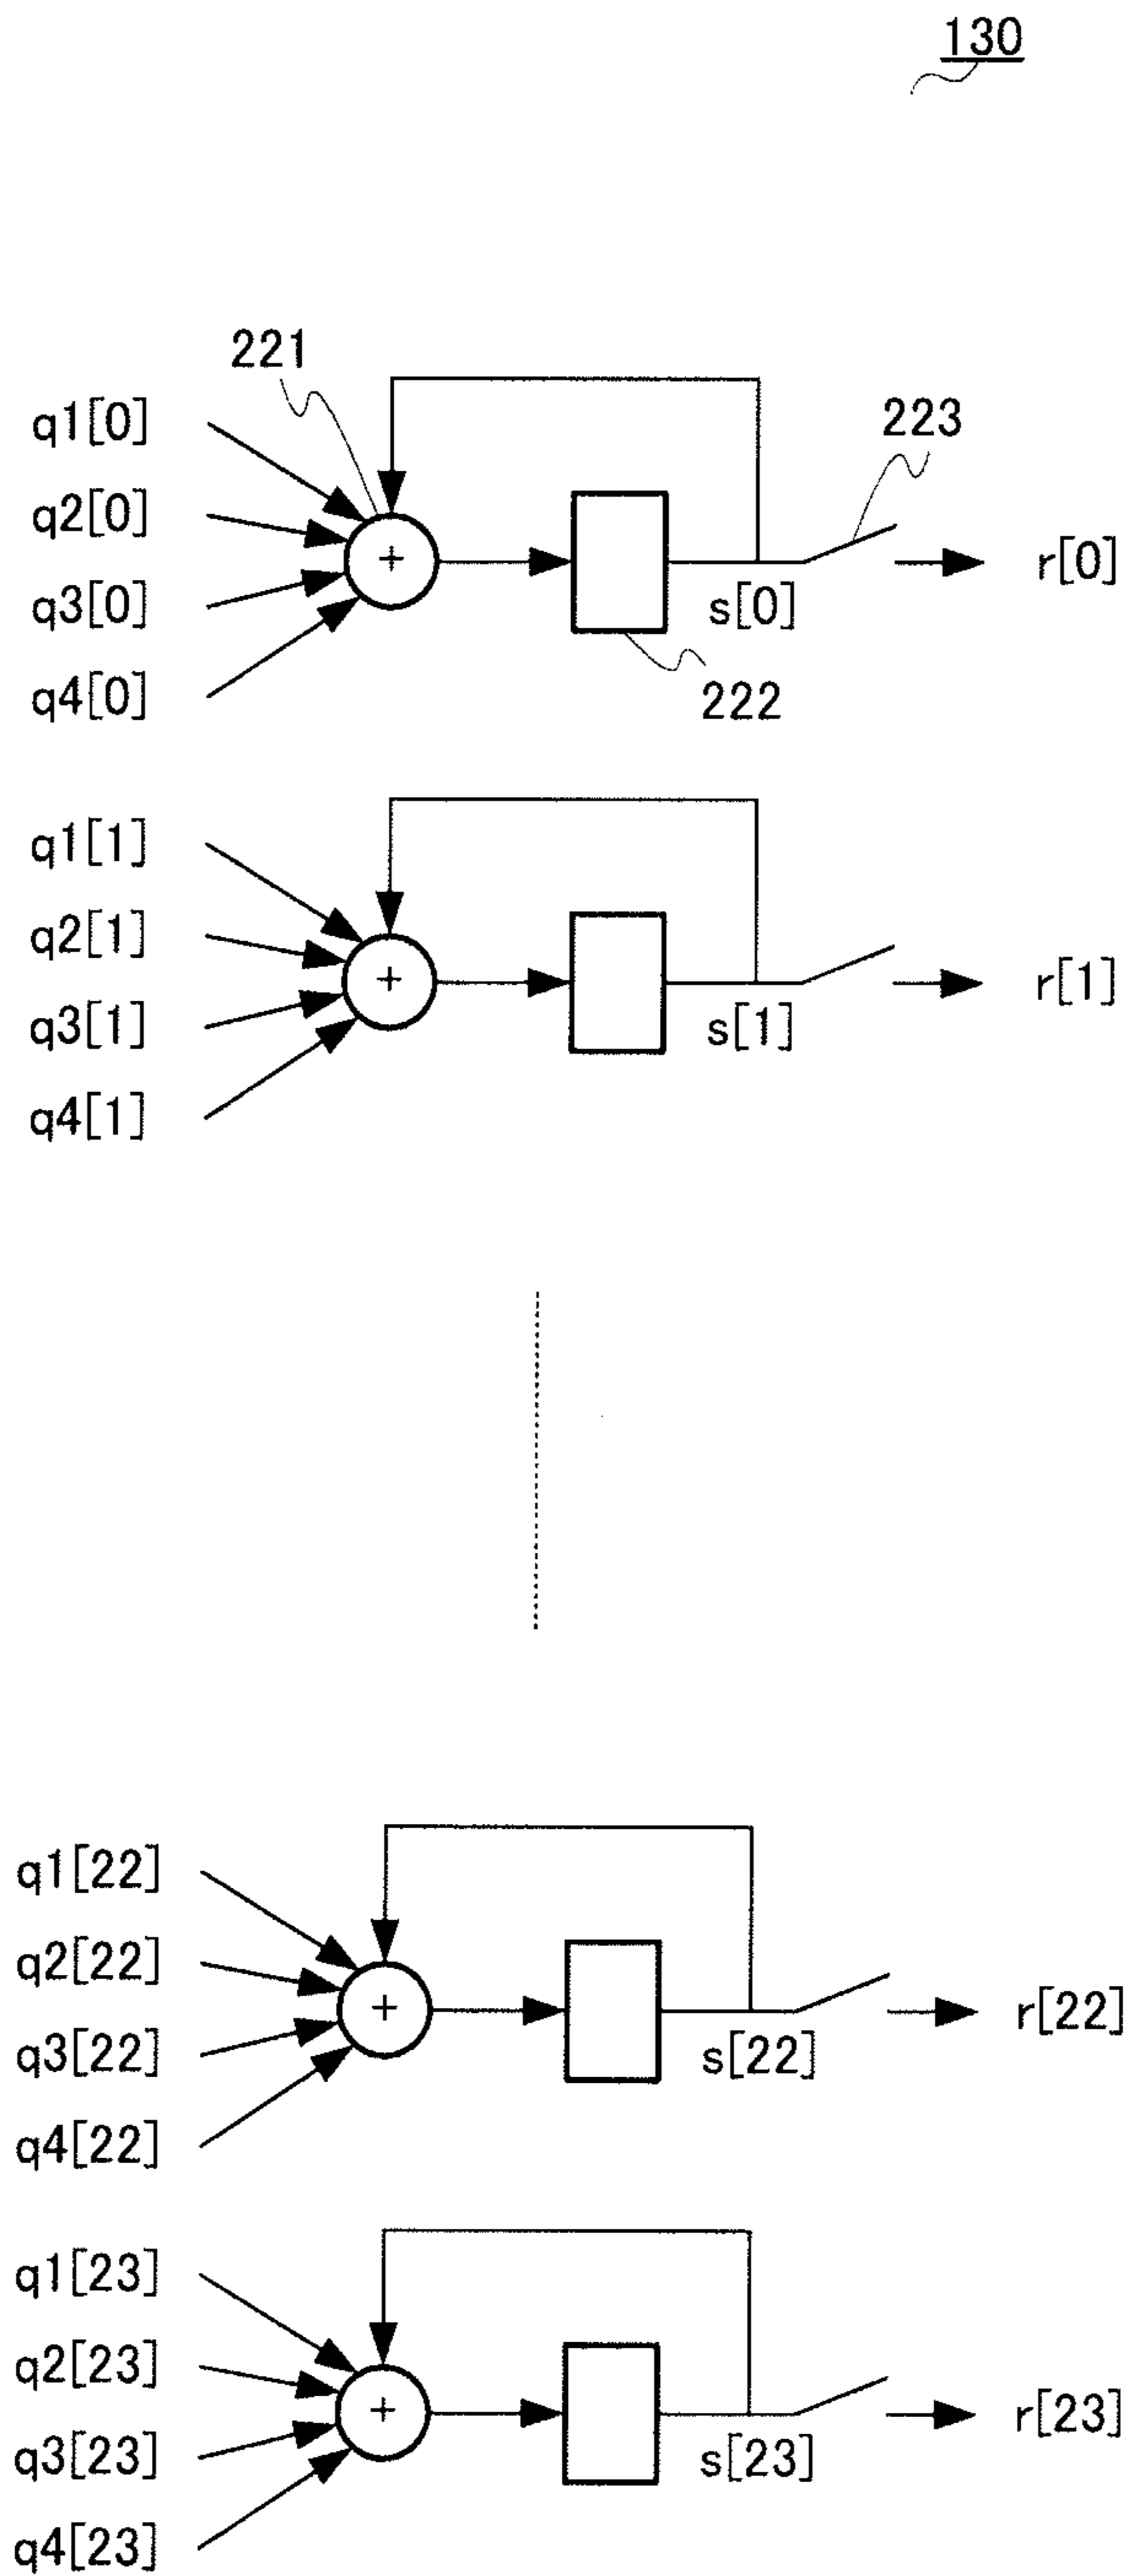 130
221
223
q1[0]
q2[0]
q3[0]
q4[0]
+
s[0]
r[0]
222
q1[1]
q2[1]
q3[1]
q4[1]
+
s[1]
r[1]
q1[22]
q2[22]
q3[22]
q4[22]
+
s[22]
r[22]
q1[23]
q2[23]
q3[23]
q4[23]
+
s[23]
r[23]